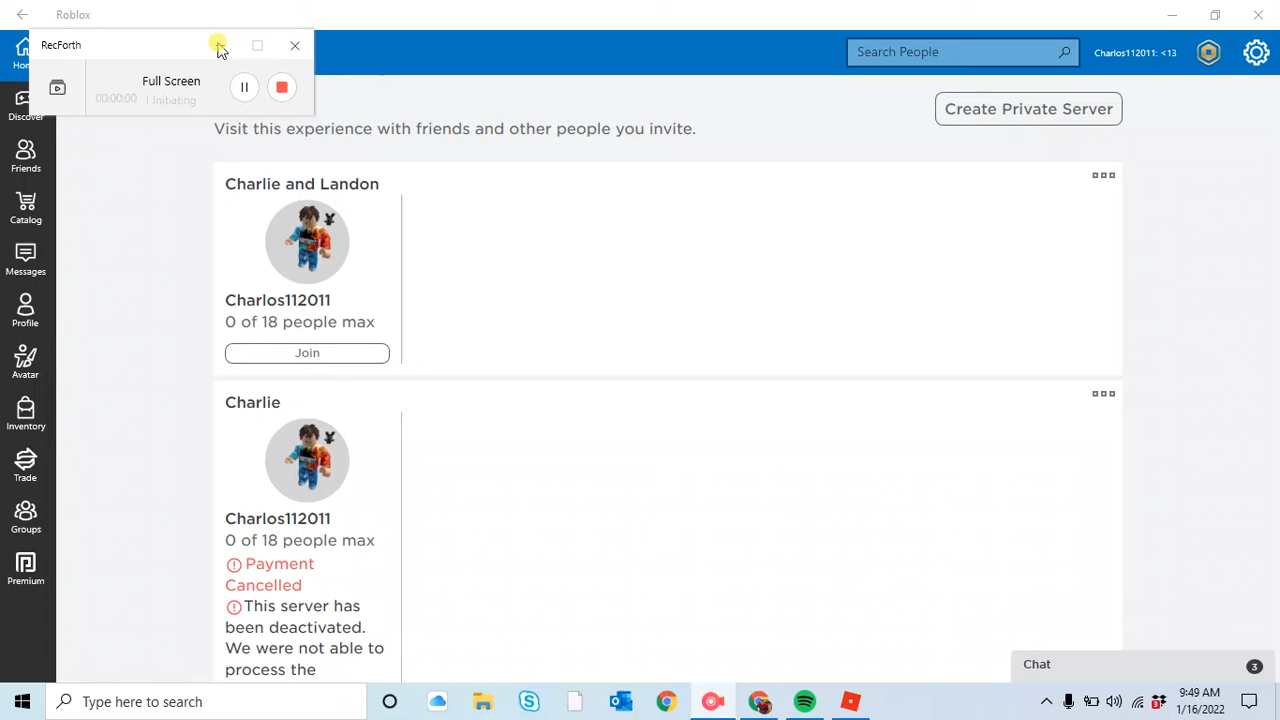 Roblox
RecForth
Full Screen
00:00:00 | Initiating
Search People
Charlos112011: <13
Discover
Friends
Catalog
Messages
Profile
Avatar
Inventory
Trade
Groups
Premium
Visit this experience with friends and other people you invite.
Create Private Server
Charlie and Landon
Charlos112011
0 of 18 people max
Join
Charlie
Charlos112011
0 of 18 people max
Payment
Cancelled
This server has
been deactivated.
We were not able to
process the
Chat
3
Type here to search
9:49 AM
1/16/2022